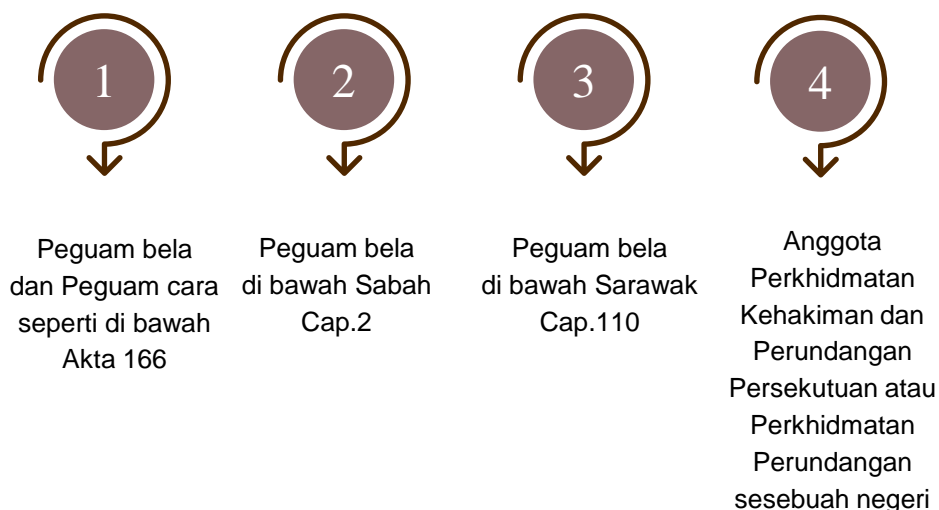 1
Peguam bela
dan Peguam cara
seperti di bawah
Akta 166
2
Peguam bela
di bawah Sabah
Cap.2
3
Peguam bela
di bawah Sarawak
Cap.110
4
Anggota
Perkhidmatan
Kehakiman dan
Perundangan
Persekutuan atau
Perkhidmatan
Perundangan
sesebuah negeri